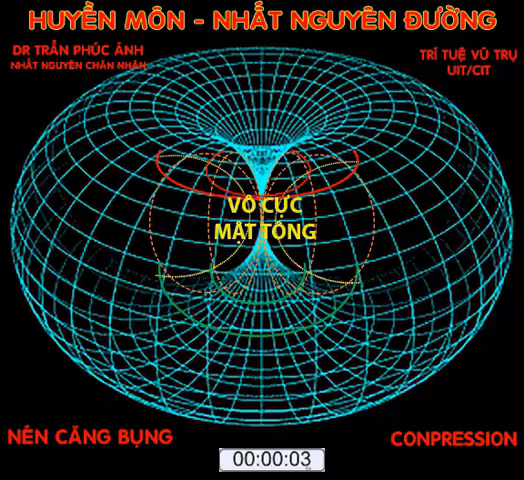 HUYỀN MÔN - NHẤT NGUYÊN ĐƯỜNG
DR TRẦN PHÚC ÁNH
NHẤT NGUYÊN CHÂN NHÂN
TRÍ TUỆ VŨ TRỤ
UIT/CIT
VÔ CỰC
MẬT TÔNG
NÉN CĂNG BỤNG
CONPRESSION
00:00:03